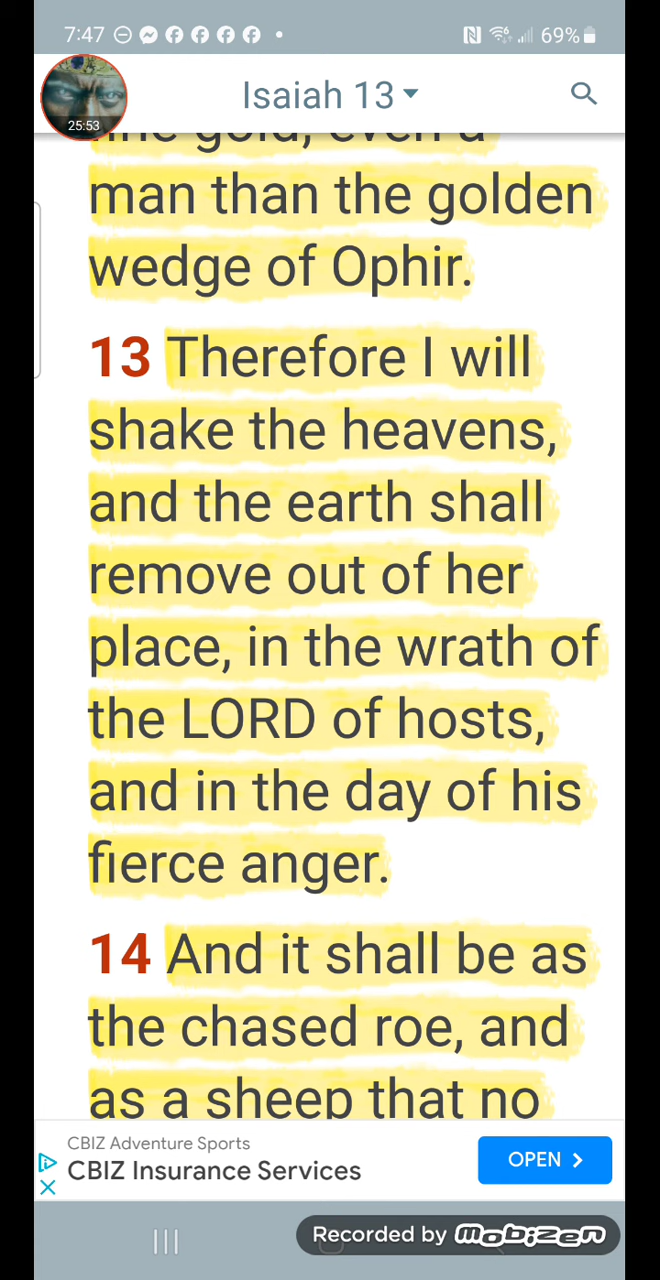 7:47
69%
25:53
Isaiah 13
fine gold; even a
man than the golden
wedge of Ophir.
13 Therefore I will
shake the heavens,
and the earth shall
remove out of her
place, in the wrath of
the LORD of hosts,
and in the day of his
fierce anger.
14 And it shall be as
the chased roe, and
as a sheep that no
CBIZ Adventure Sports
CBIZ Insurance Services
OPEN
Recorded by mobizen